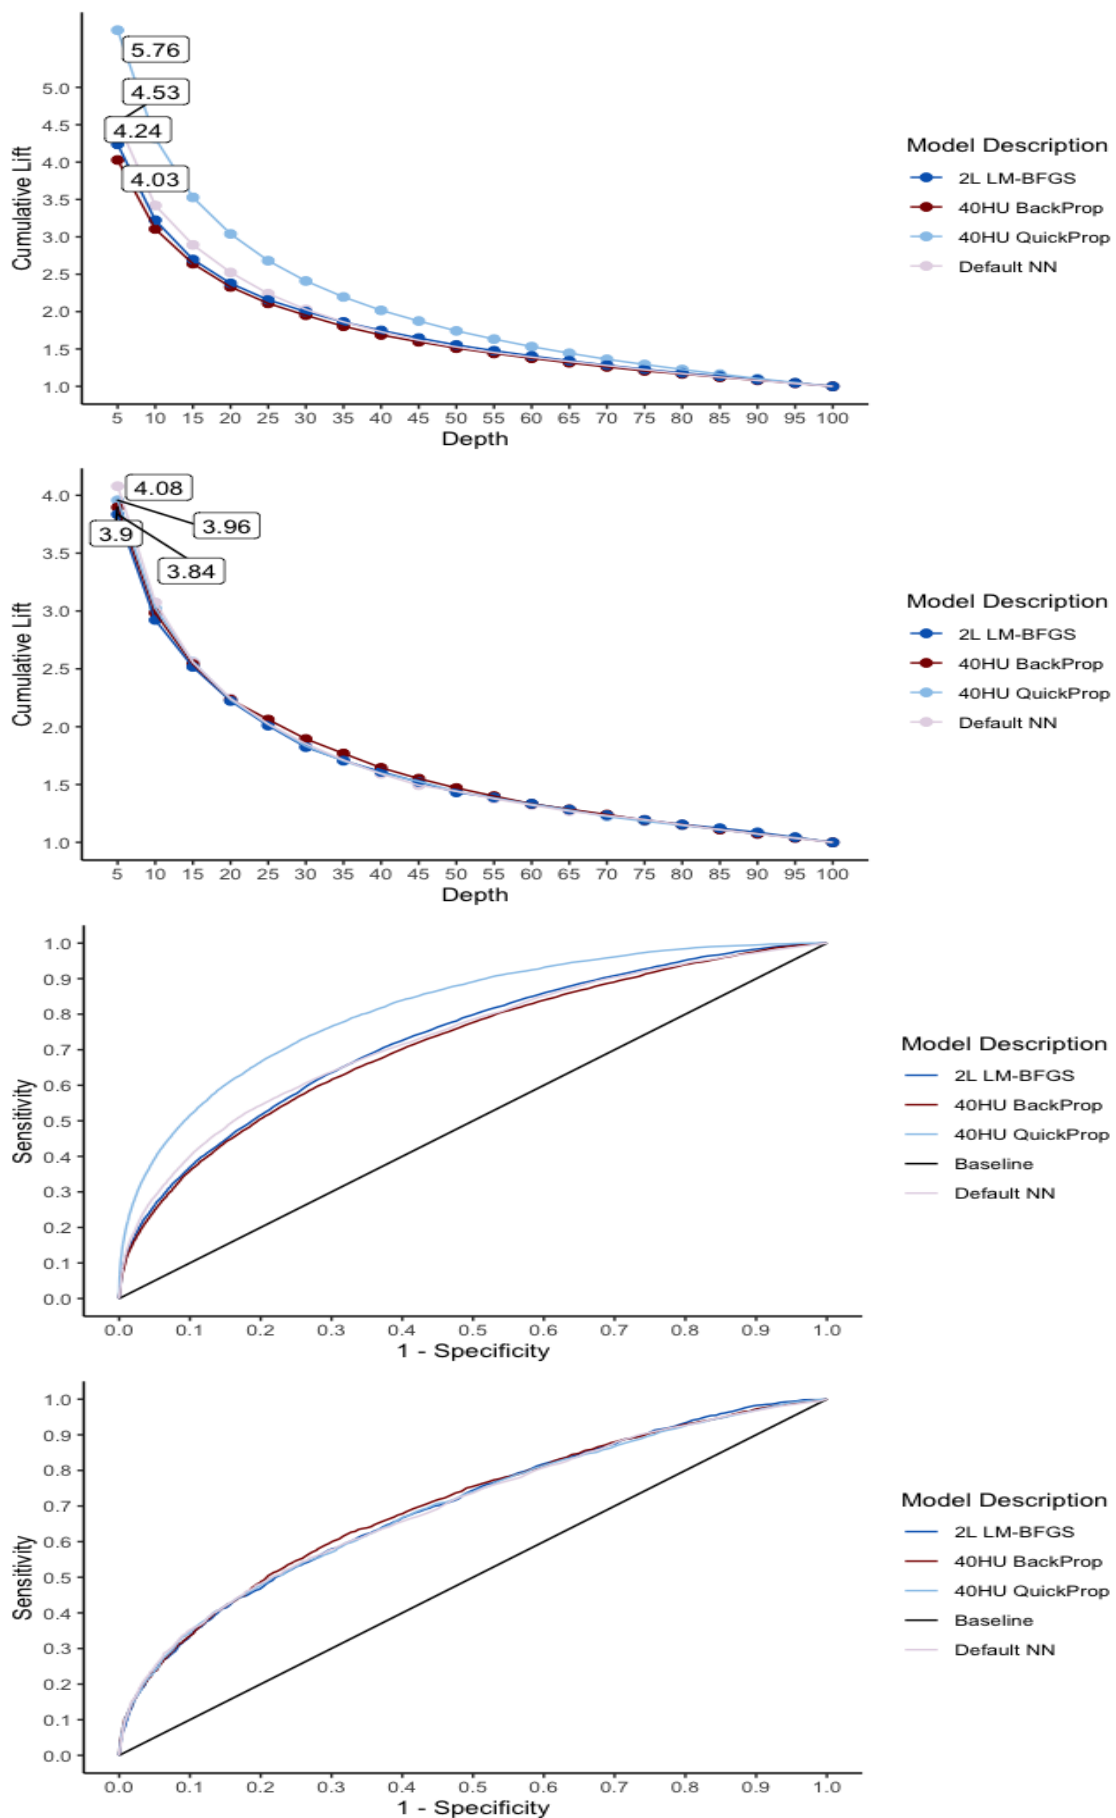 5.76
4.53
4.24
4.03
5.0
4.5
4.0
3.5
3.0
2.5
2.0
1.5
1.0
Cumulative Lift
5 10 15 20 25 30 35 40 45 50 55 60 65 70 75 80 85 90 95 100
Depth
Model Description
2L LM-BFGS
40HU BackProp
40HU QuickProp
Default NN
4.08
3.96
3.9
3.84
4.0
3.5
3.0
2.5
2.0
1.5
1.0
Cumulative Lift
5 10 15 20 25 30 35 40 45 50 55 60 65 70 75 80 85 90 95 100
Depth
Model Description
2L LM-BFGS
40HU BackProp
40HU QuickProp
Default NN
1.0
0.9
0.8
0.7
0.6
0.5
0.4
0.3
0.2
0.1
0.0
Sensitivity
0.0 0.1 0.2 0.3 0.4 0.5 0.6 0.7 0.8 0.9 1.0
1 - Specificity
Model Description
2L LM-BFGS
40HU BackProp
40HU QuickProp
Baseline
Default NN
1.0
0.9
0.8
0.7
0.6
0.5
0.4
0.3
0.2
0.1
0.0
Sensitivity
0.0 0.1 0.2 0.3 0.4 0.5 0.6 0.7 0.8 0.9 1.0
1 - Specificity
Model Description
2L LM-BFGS
40HU BackProp
40HU QuickProp
Baseline
Default NN